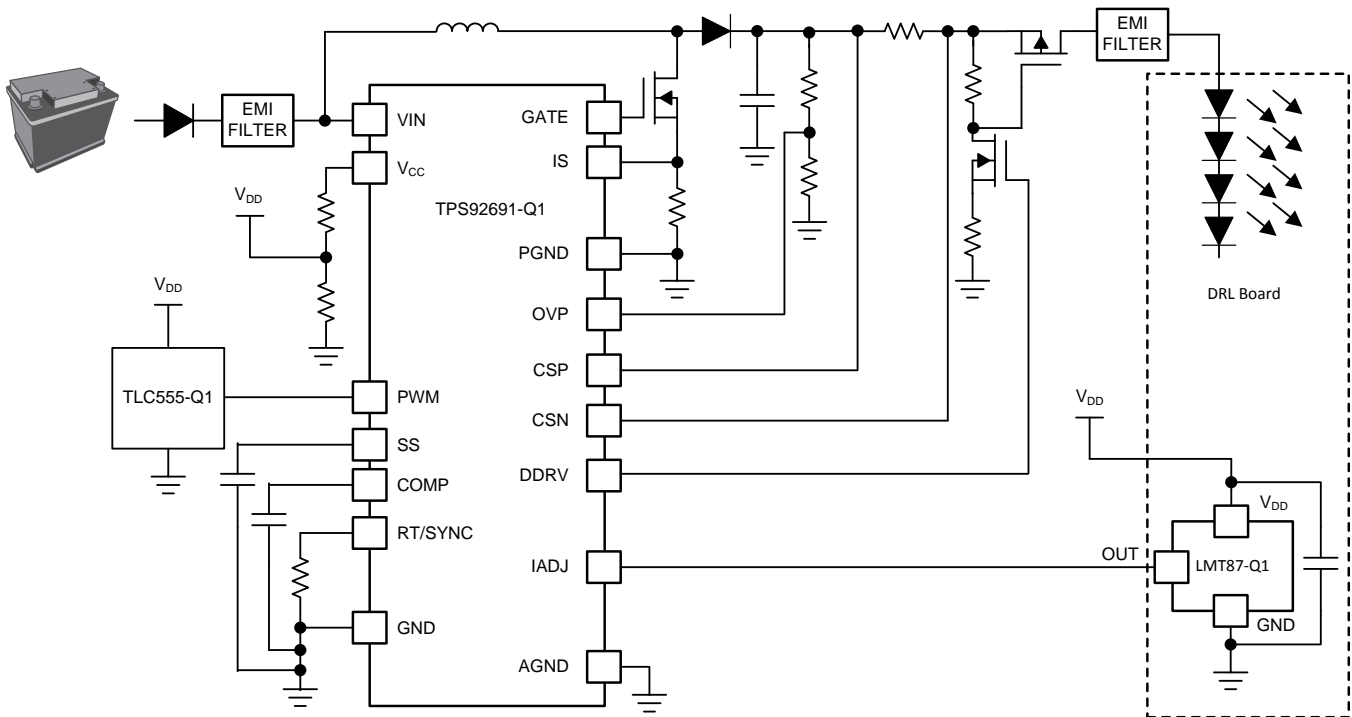 EMI
FILTER
EMI
FILTER
VIN
GATE
VCC
IS
VDD
TPS92691-Q1
PGND
VDD
OVP
DRL Board
CSP
TLC555-Q1
PWM
CSN
VDD
SS
DDRV
COMP
VDD
RT/SYNC
IADJ
OUT
LMT87-Q1
GND
GND
AGND